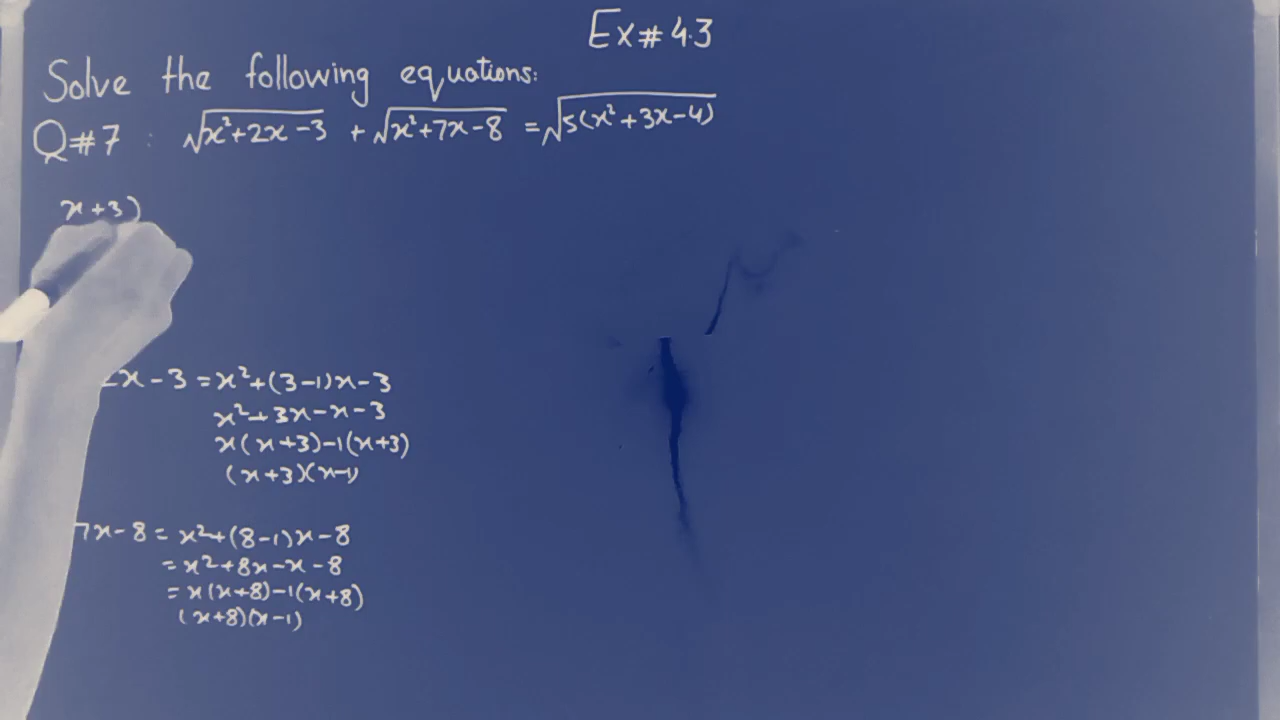 Ex# 4.3
Solve the following equations:
Q#7 : √x²+2x-3 + √x²+7x-8 = √5(x²+3x-4)
x+3)
2x-3 = x²+(3-1)x-3
x²+3x-x-3
x(x+3)-1(x+3)
(x+3)(x-1)
7x-8 = x²+(8-1)x-8
= x²+8x-x-8
= x(x+8)-1(x+8)
(x+8)(x-1)